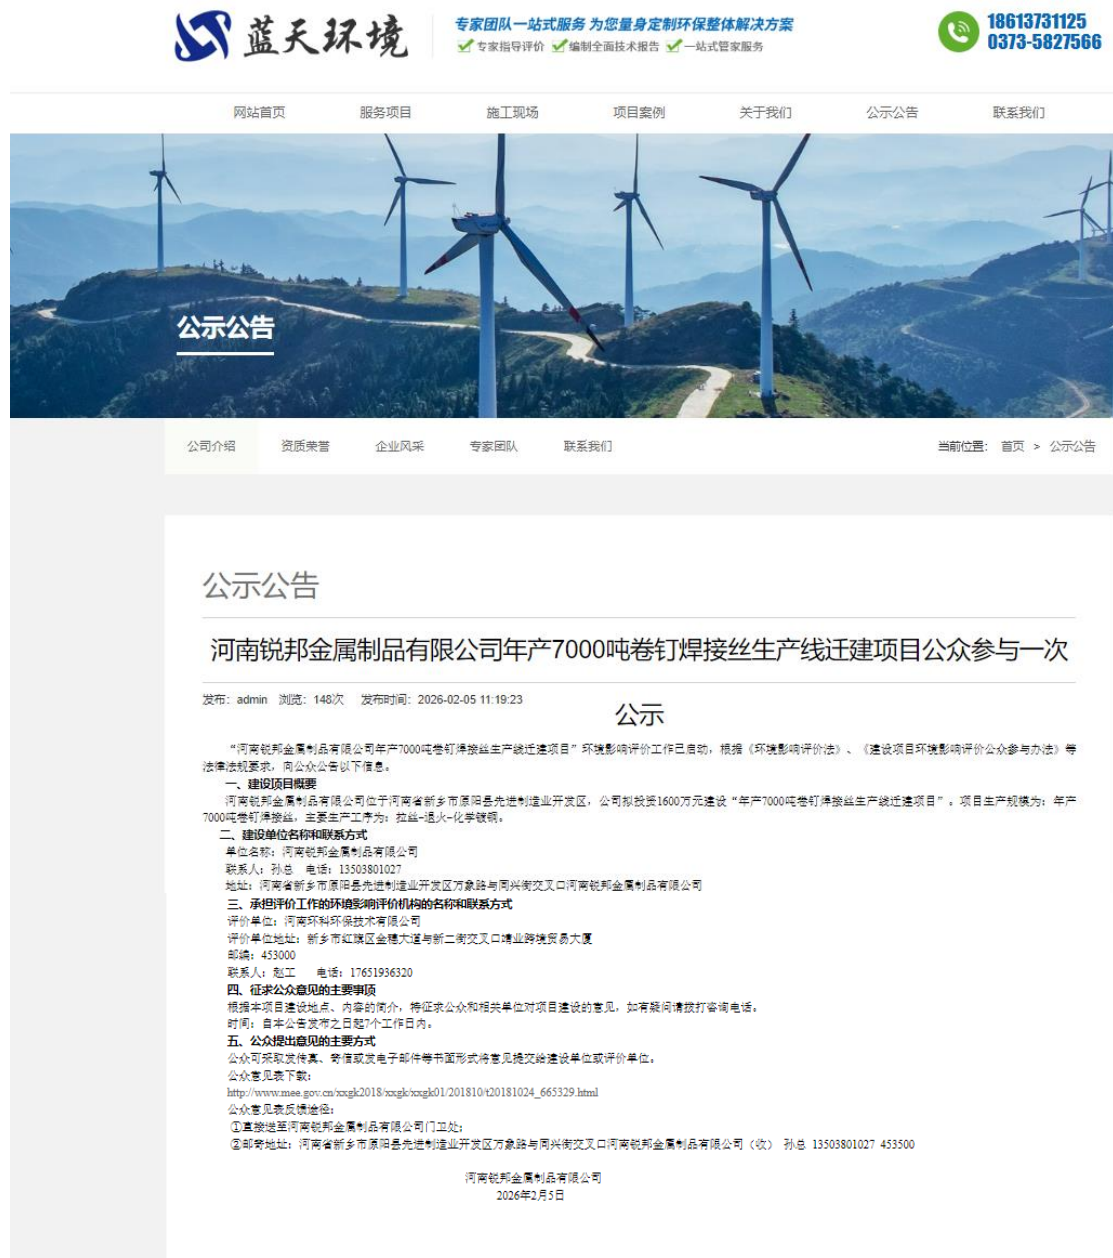 蓝天环境
专家团队一站式服务 为您量身定制环保整体解决方案
专家指导评价 编制全面技术报告 一站式管家服务
18613731125
0373-5827566
网站首页 服务项目 施工现场 项目案例 关于我们 公示公告 联系我们
公示公告
公司介绍 资质荣誉 企业风采 专家团队 联系我们 当前位置： 首页 > 公示公告
公示公告
河南锐邦金属制品有限公司年产7000吨卷钉焊接丝生产线迁建项目公众参与一次
公示
发布：admin 浏览：148次 发布时间：2026-02-05 11:19:23
“河南锐邦金属制品有限公司年产7000吨卷钉焊接丝生产线迁建项目”环境影响评价工作已启动，根据《环境影响评价法》、《建设项目环境影响评价公众参与办法》等
法律法规要求，向公众公告以下信息。
一、建设项目概要
河南锐邦金属制品有限公司位于河南省新乡市原阳县先进制造业开发区，公司拟投资1600万元建设“年产7000吨卷钉焊接丝生产线迁建项目”。项目生产规模为：年产
7000吨卷钉焊接丝，主要生产工序为：拉丝-退火-化学镀铜。
二、建设单位名称和联系方式
单位名称：河南锐邦金属制品有限公司
联系人：孙总 电话：13503801027
地址：河南省新乡市原阳县先进制造业开发区万象路与同兴街交叉口河南锐邦金属制品有限公司
三、承担评价工作的环境影响评价机构的名称和联系方式
评价单位：河南环科环保技术有限公司
评价单位地址：新乡市红旗区金穗大道与新二街交叉口靖业跨境贸易大厦
邮编：453000
联系人：赵工 电话：17651936320
四、征求公众意见的主要事项
根据本项目建设地点、内容的简介，特征求公众和相关单位对项目建设的意见，如有疑问请拨打咨询电话。
时间：自本公告发布之日起7个工作日内。
五、公众提出意见的主要方式
公众可采取发传真、寄信或发电子邮件等书面形式将意见提交给建设单位或评价单位。
公众意见表下载：
http://www.mee.gov.cn/xxgk2018/xxgk/xxgk01/201810/t20181024_665329.html
公众意见表反馈途径：
①直接送至河南锐邦金属制品有限公司门卫处；
②邮寄地址：河南省新乡市原阳县先进制造业开发区万象路与同兴街交叉口河南锐邦金属制品有限公司（收） 孙总 13503801027 453500
河南锐邦金属制品有限公司
2026年2月5日